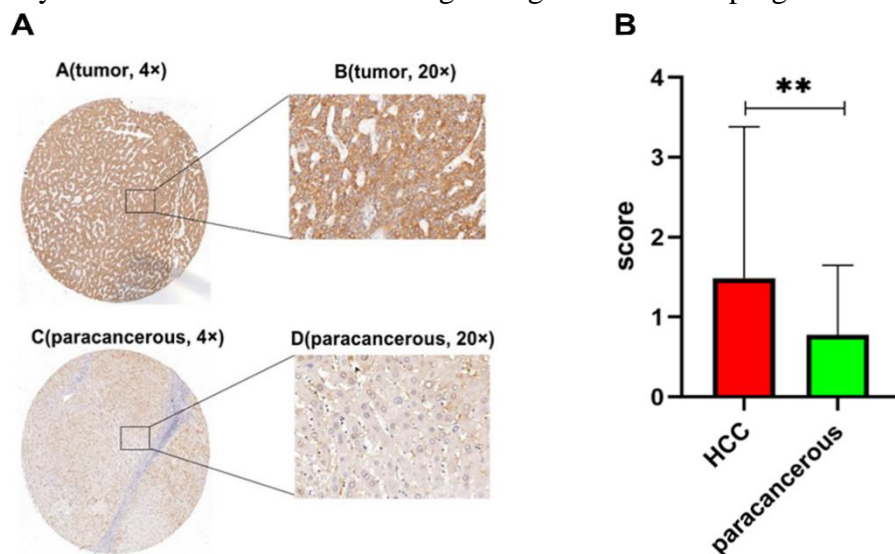 A
B
A(tumor, 4×)
B(tumor, 20×)
C(paracancerous, 4×)
D(paracancerous, 20×)
**
score
4
3
2
1
0
HCC
paracancerous